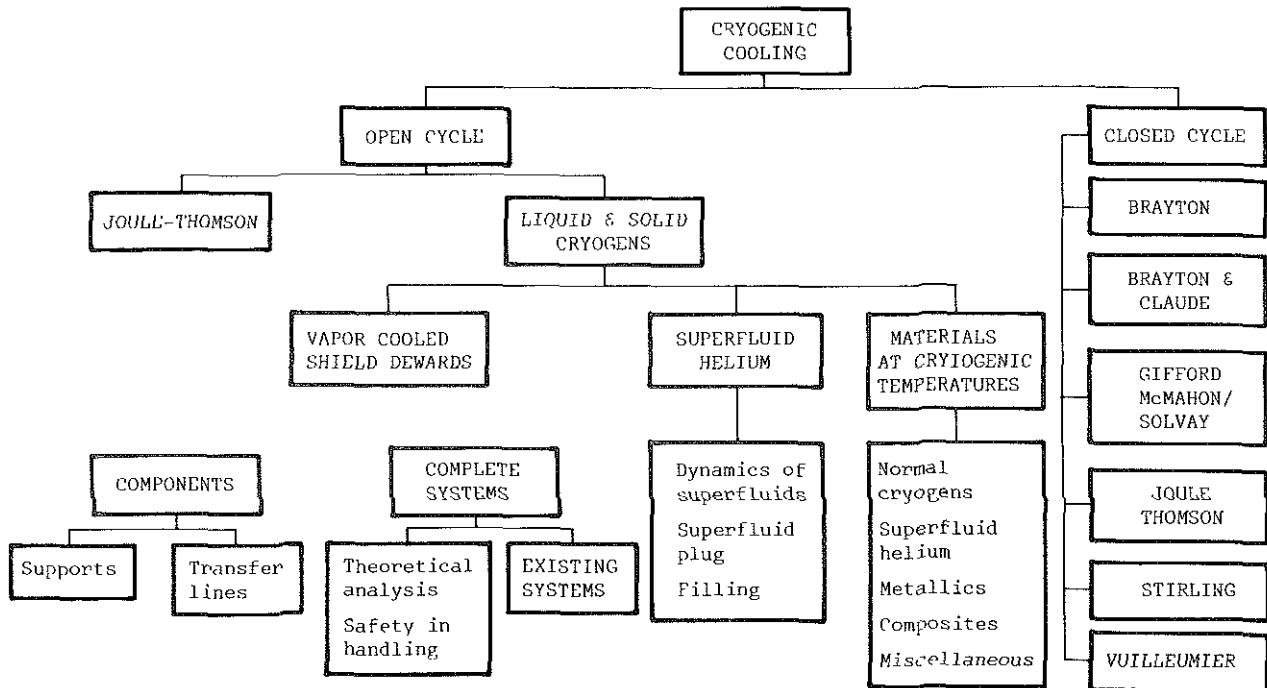 CRYOGENIC
COOLING
OPEN CYCLE
CLOSED CYCLE
JOULE-THOMSON
LIQUID & SOLID
CRYOGENS
BRAYTON
BRAYTON &
CLAUDE
VAPOR COOLED
SHIELD DEWARDS
SUPERFLUID
HELIUM
MATERIALS
AT CRYIOGENIC
TEMPERATURES
GIFFORD
McMAHON/
SOLVAY
COMPONENTS
COMPLETE
SYSTEMS
Dynamics of
superfluids
Superfluid
plug
Filling
Normal
cryogens
Superfluid
helium
Metallics
Composites
Miscellaneous
JOULE
THOMSON
Supports
Transfer
lines
Theoretical
analysis
Safety in
handling
EXISTING
SYSTEMS
STIRLING
VUILLEUMIER